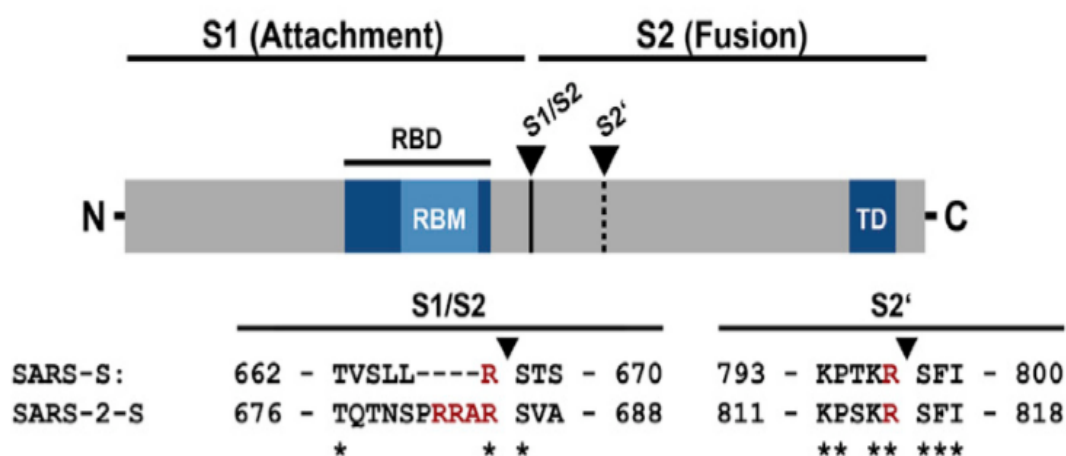 S1 (Attachment) S2 (Fusion)
S1/S2 S2‘
RBD
N RBM TD C
S1/S2 S2‘
SARS-S: 662 - TVSLL----R STS - 670 793 - KPTKR SFI - 800
SARS-2-S 676 - TQTNSPRRAR SVA - 688 811 - KPSKR SFI - 818
* * * ** ** ***